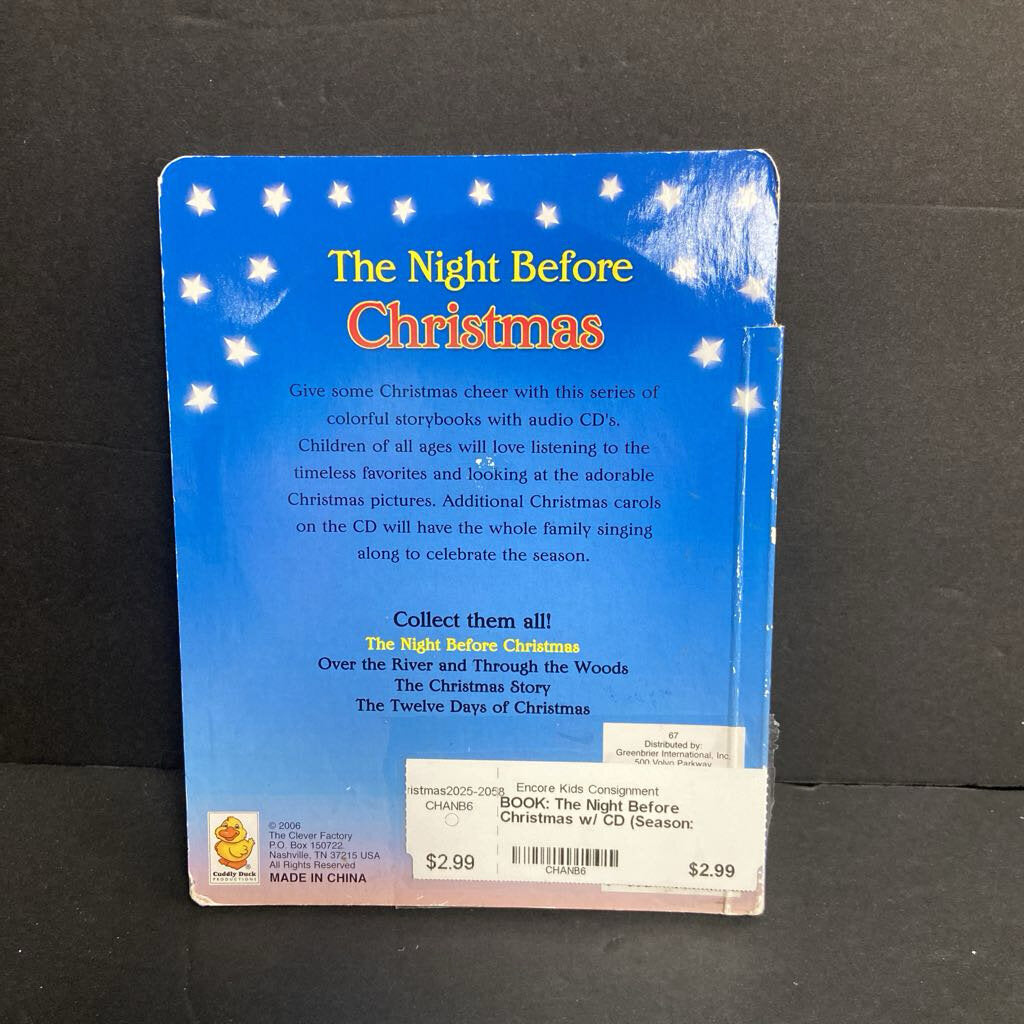 The Night Before
Christmas
Give some Christmas cheer with this series of
colorful storybooks with audio CD's.
Children of all ages will love listening to the
timeless favorites and looking at the adorable
Christmas pictures. Additional Christmas carols
on the CD will have the whole family singing
along to celebrate the season.
Collect them all!
The Night Before Christmas
Over the River and Through the Woods
The Christmas Story
The Twelve Days of Christmas
67
Distributed by:
Greenbrier International, Inc.
500 Volvo Parkway
ristmas2025-2058
CHANB6
$2.99
Encore Kids Consignment
BOOK: The Night Before
Christmas w/ CD (Season:
CHANB6
$2.99
Cuddly Duck
PRODUCTIONS
®
© 2006
The Clever Factory
P.O. Box 150722
Nashville, TN 37215 USA
All Rights Reserved
MADE IN CHINA